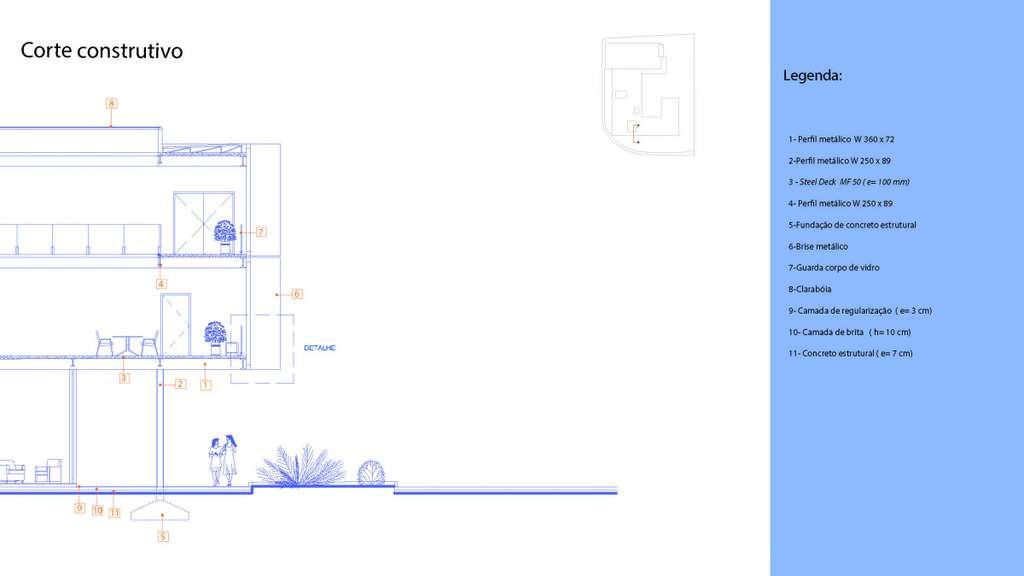 Corte construtivo
8
7
4
6
DETALHE
3
2
1
9
10
11
5
Legenda:
1- Perfil metálico W 360 x 72
2-Perfil metálico W 250 x 89
3 - Steel Deck MF 50 ( e= 100 mm)
4- Perfil metálico W 250 x 89
5-Fundação de concreto estrutural
6-Brise metálico
7-Guarda corpo de vidro
8-Clarabóia
9- Camada de regularização ( e= 3 cm)
10- Camada de brita ( h= 10 cm)
11- Concreto estrutural ( e= 7 cm)